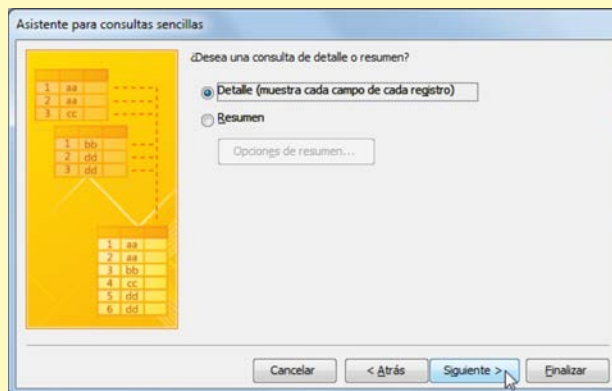 Asistente para consultas sencillas
¿Desea una consulta de detalle o resumen?
Detalle (muestra cada campo de cada registro)
Resumen
Opciones de resumen...
1 aa
2 aa
3 cc
1 bb
2 dd
3 dd
1 aa
2 aa
3 bb
4 cc
5 dd
6 dd
Cancelar
< Atrás
Siguiente >
Finalizar